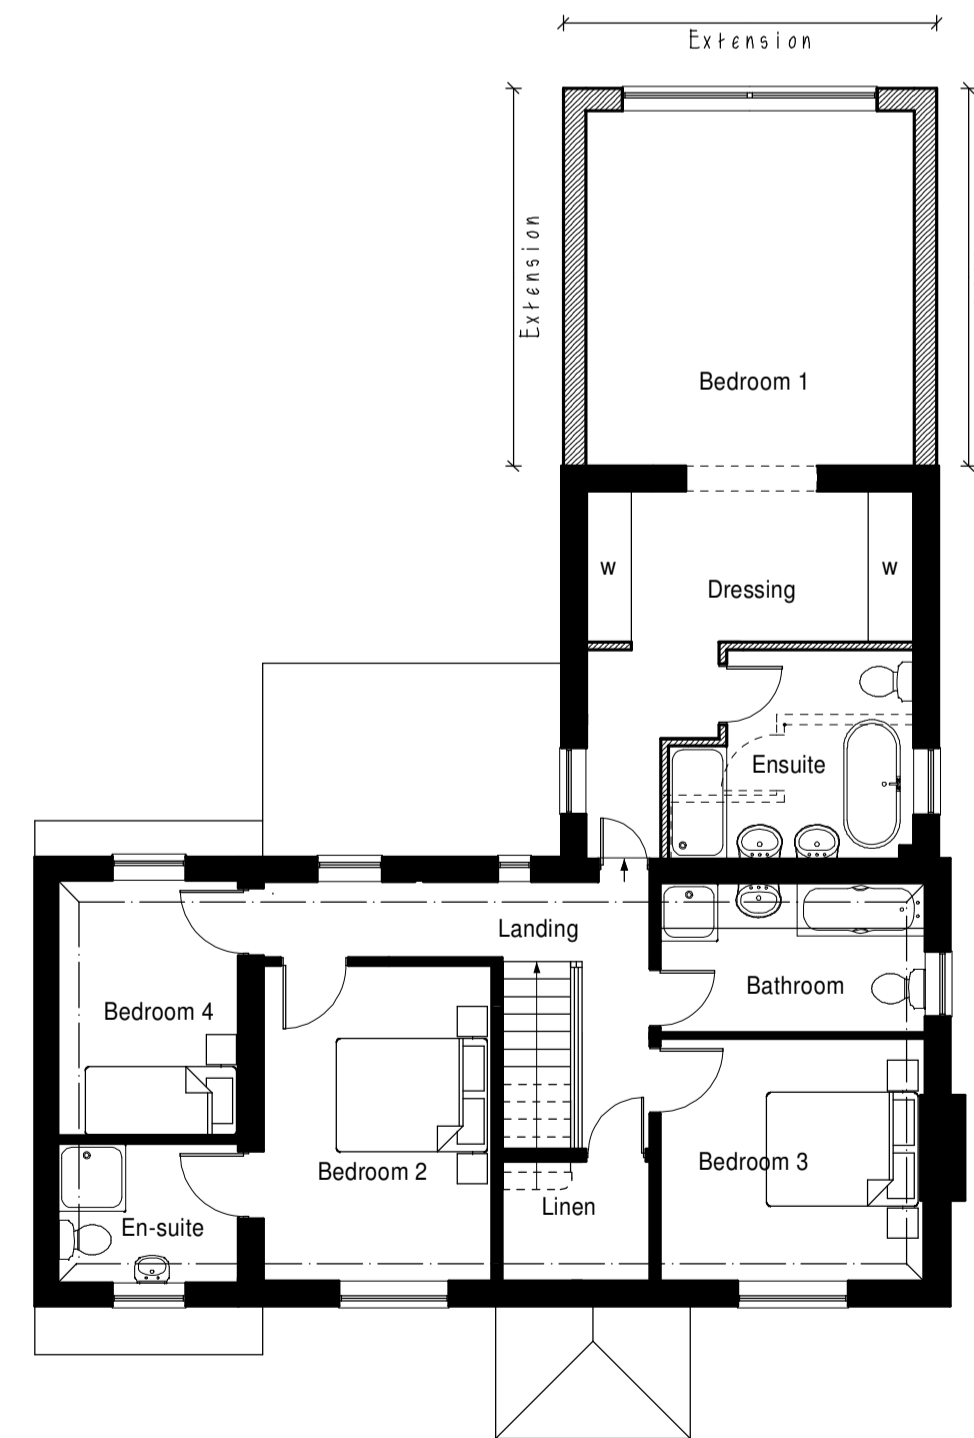 Extension
Extension
Bedroom 1
w
w
Dressing
Ensuite
Landing
Bathroom
Bedroom 4
Bedroom 2
Bedroom 3
Linen
En-suite